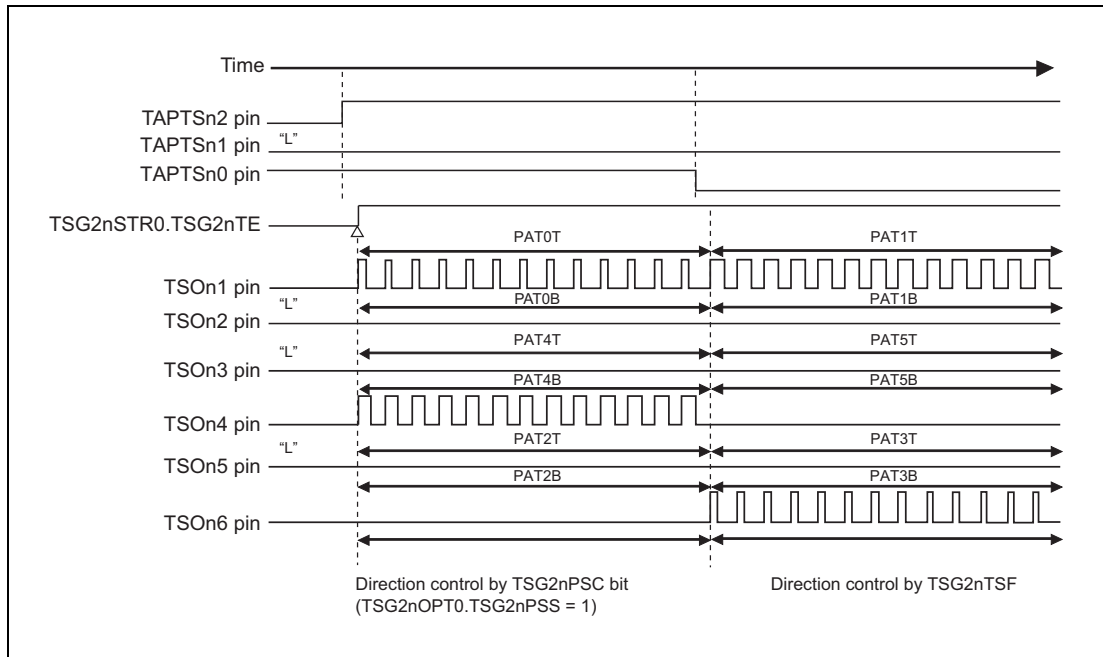 Time
TAPTSn2 pin
TAPTSn1 pin “L”
TAPTSn0 pin
TSG2nSTR0.TSG2nTE
PAT0T PAT1T
TSOn1 pin
“L” PAT0B PAT1B
TSOn2 pin
“L” PAT4T PAT5T
TSOn3 pin
PAT4B PAT5B
TSOn4 pin
“L” PAT2T PAT3T
TSOn5 pin
PAT2B PAT3B
TSOn6 pin
Direction control by TSG2nPSC bit Direction control by TSG2nTSF
(TSG2nOPT0.TSG2nPSS = 1)